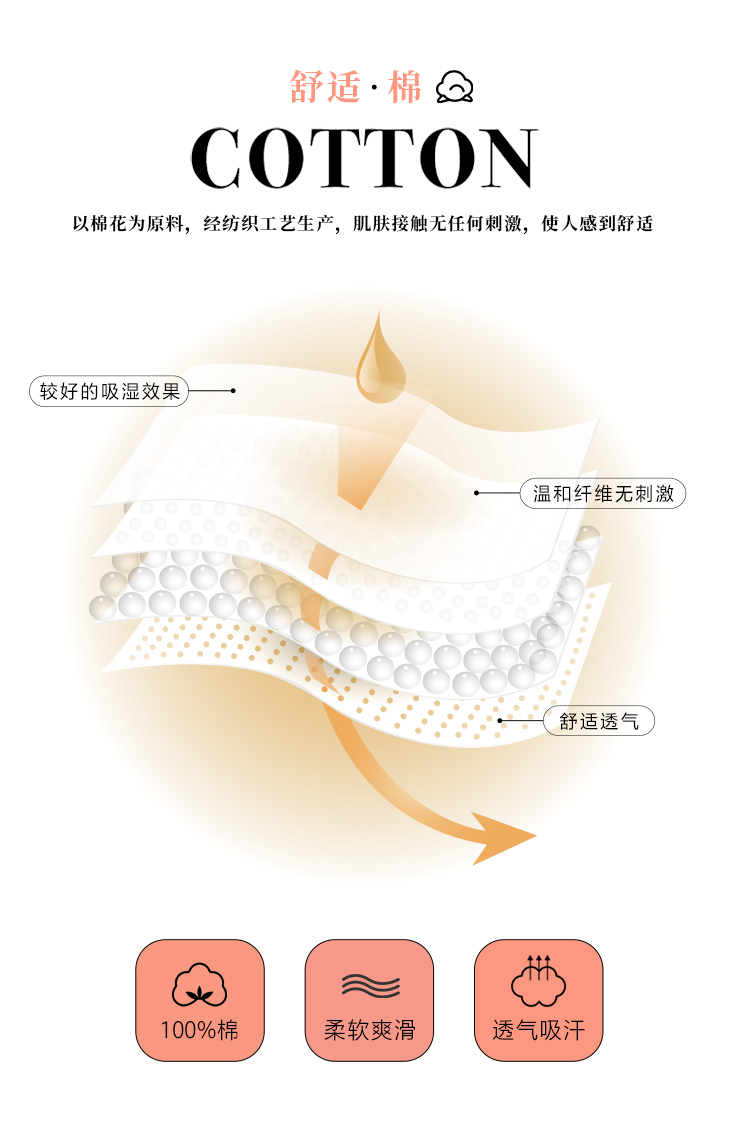 舒适·棉
COTTON
以棉花为原料，经纺织工艺生产，肌肤接触无任何刺激，使人感到舒适
较好的吸湿效果
温和纤维无刺激
舒适透气
100%棉
柔软爽滑
透气吸汗